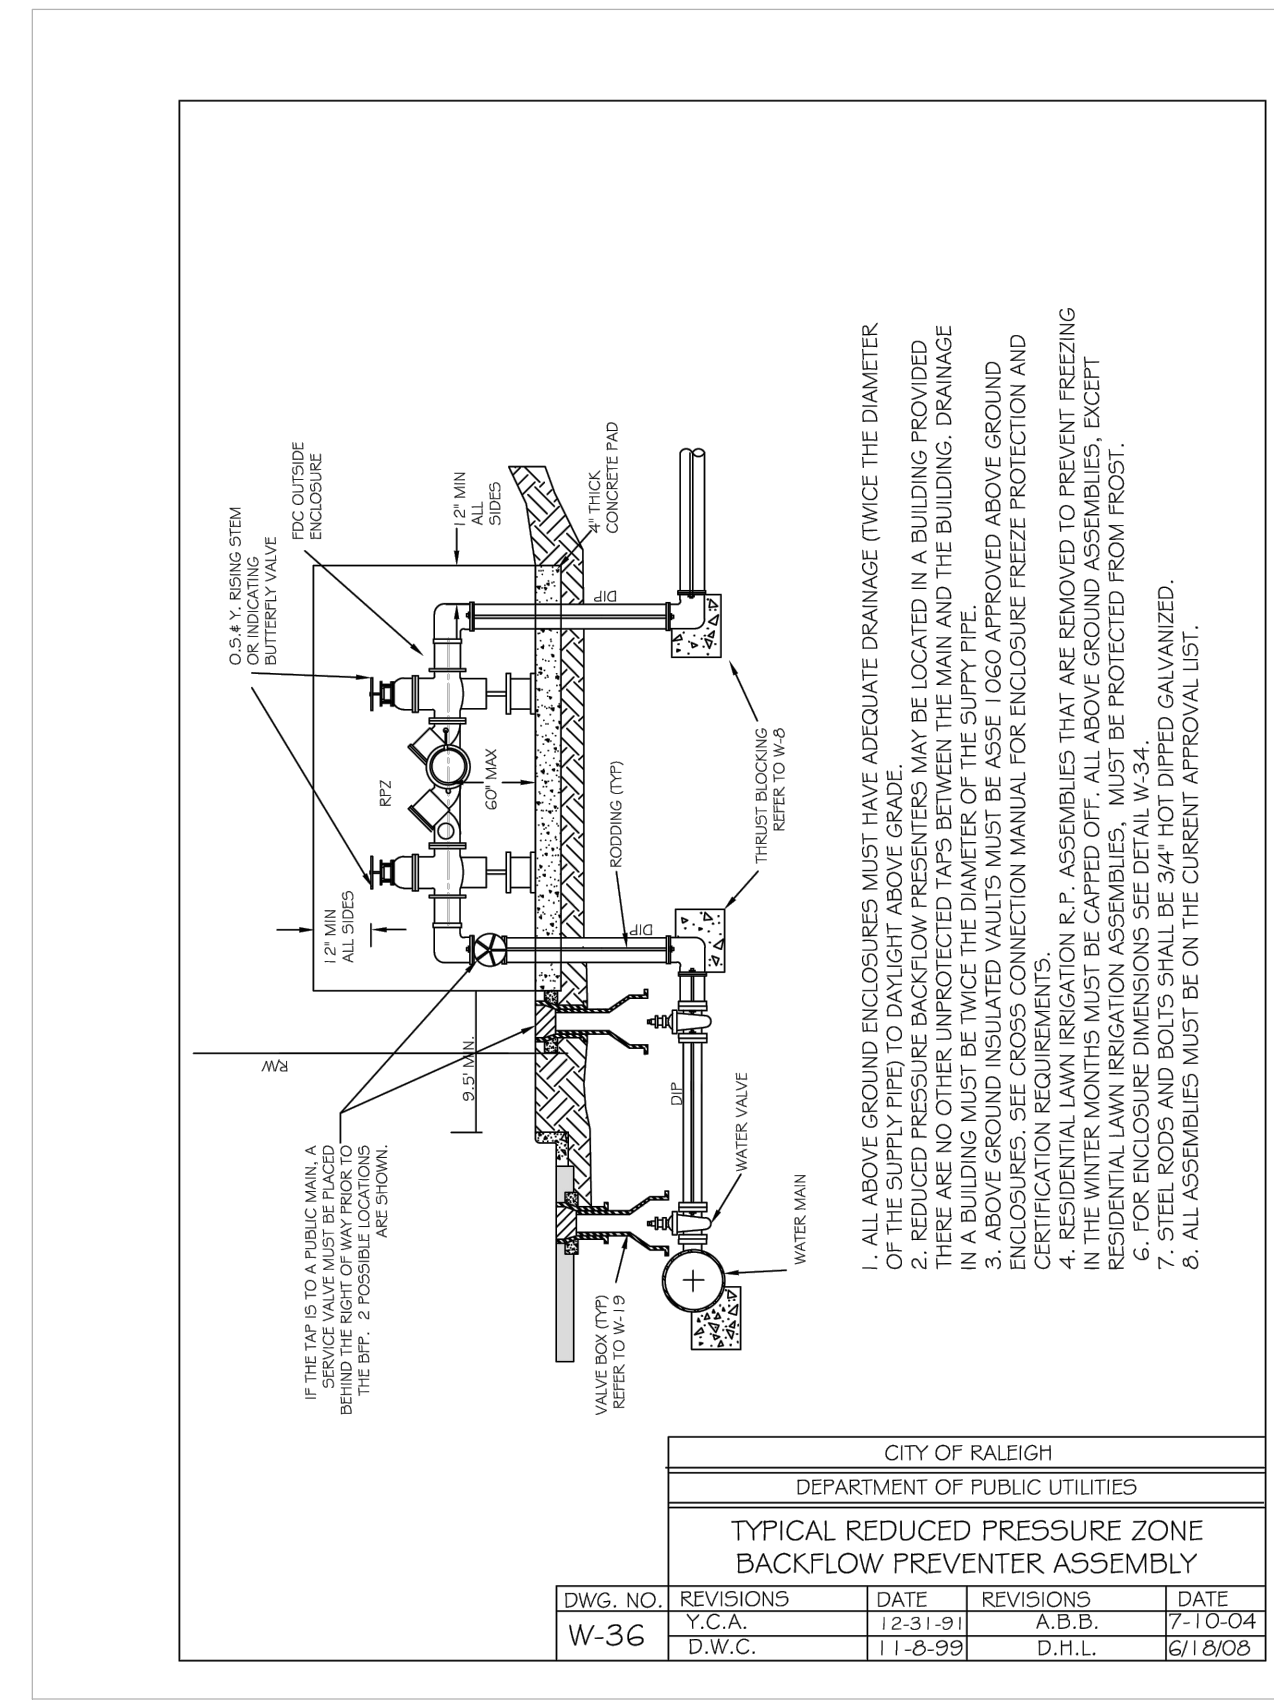 O.S.& Y. RISING STEM
OR INDICATING
BUTTERFLY VALVE
FDC OUTSIDE
ENCLOSURE
12" MIN
ALL
SIDES
4" THICK
CONCRETE PAD
RPZ
60" MAX
12" MIN
ALL SIDES
DIP
DIP
RODDING (TYP)
THRUST BLOCKING
REFER TO W-8
R/W
9.5' MIN.
IF THE TAP IS TO A PUBLIC MAIN, A
SERVICE VALVE MUST BE PLACED
BEHIND THE RIGHT OF WAY PRIOR TO
THE BFP. 2 POSSIBLE LOCATIONS
ARE SHOWN.
DIP
WATER VALVE
WATER MAIN
VALVE BOX (TYP)
REFER TO W-19
1. ALL ABOVE GROUND ENCLOSURES MUST HAVE ADEQUATE DRAINAGE (TWICE THE DIAMETER
OF THE SUPPLY PIPE) TO DAYLIGHT ABOVE GRADE.
2. REDUCED PRESSURE BACKFLOW PRESENTERS MAY BE LOCATED IN A BUILDING PROVIDED
THERE ARE NO OTHER UNPROTECTED TAPS BETWEEN THE MAIN AND THE BUILDING. DRAINAGE
IN A BUILDING MUST BE TWICE THE DIAMETER OF THE SUPPY PIPE.
3. ABOVE GROUND INSULATED VAULTS MUST BE ASSE 1060 APPROVED ABOVE GROUND
ENCLOSURES. SEE CROSS CONNECTION MANUAL FOR ENCLOSURE FREEZE PROTECTION AND
CERTIFICATION REQUIREMENTS.
4. RESIDENTIAL LAWN IRRIGATION R.P. ASSEMBLIES THAT ARE REMOVED TO PREVENT FREEZING
IN THE WINTER MONTHS MUST BE CAPPED OFF. ALL ABOVE GROUND ASSEMBLIES, EXCEPT
RESIDENTIAL LAWN IRRIGATION ASSEMBLIES, MUST BE PROTECTED FROM FROST.
6. FOR ENCLOSURE DIMENSIONS SEE DETAIL W-34.
7. STEEL RODS AND BOLTS SHALL BE 3/4" HOT DIPPED GALVANIZED.
8. ALL ASSEMBLIES MUST BE ON THE CURRENT APPROVAL LIST.
CITY OF RALEIGH
DEPARTMENT OF PUBLIC UTILITIES
TYPICAL REDUCED PRESSURE ZONE
BACKFLOW PREVENTER ASSEMBLY
DWG. NO. REVISIONS DATE REVISIONS DATE
W-36
Y.C.A. 12-31-91 A.B.B. 7-10-04
D.W.C. 11-8-99 D.H.L. 6/18/08